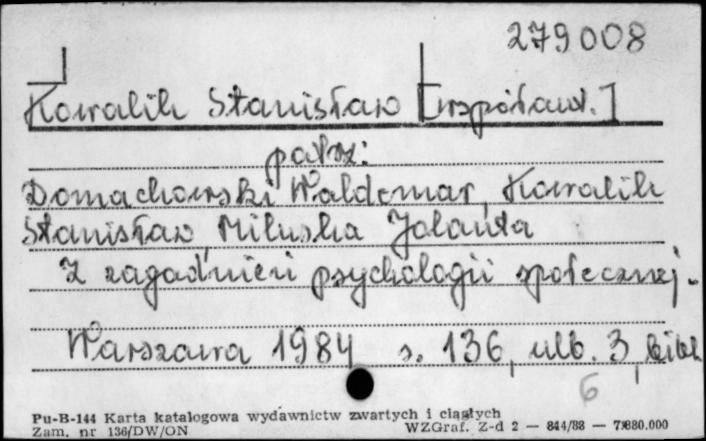 279008
Kowalik Stanisław [współaut.]
patrz:
Domachowski Waldemar, Kowalik
Stanisław, Miluska Jolanta
Z zagadnień psychologii społecznej.
Warszawa 1984 s. 136, ulb. 3, bibl.
6
Pu-B-144 Karta katalogowa wydawnictw zwartych i ciągłych
Zam. nr 136/DW/ON WZGraf. Z-d 2 — 844/88 — 7.880.000